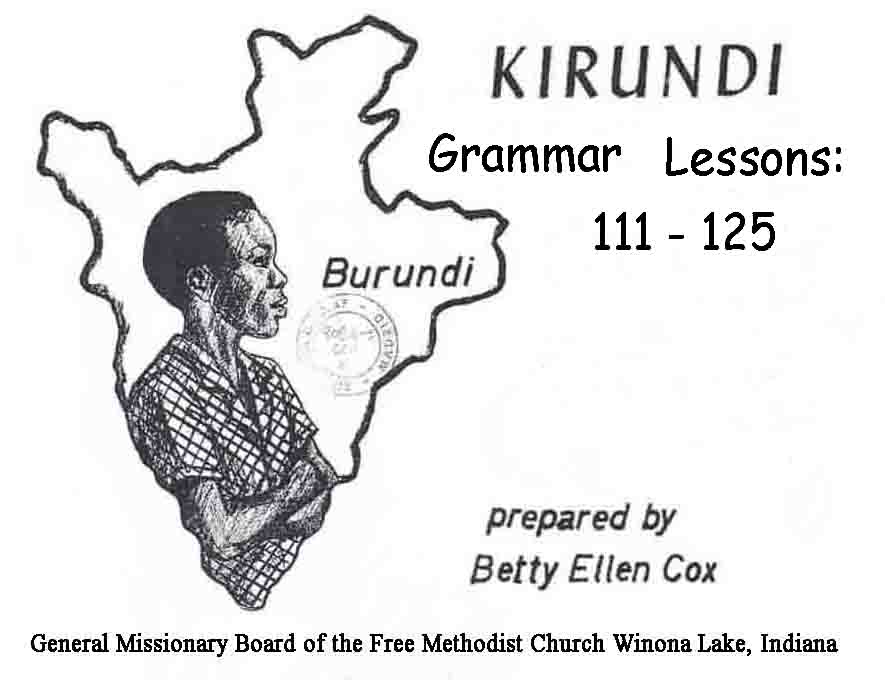 KIRUNDI
Grammar Lessons:
111 - 125
Burundi
prepared by
Betty Ellen Cox
General Missionary Board of the Free Methodist Church Winona Lake, Indiana